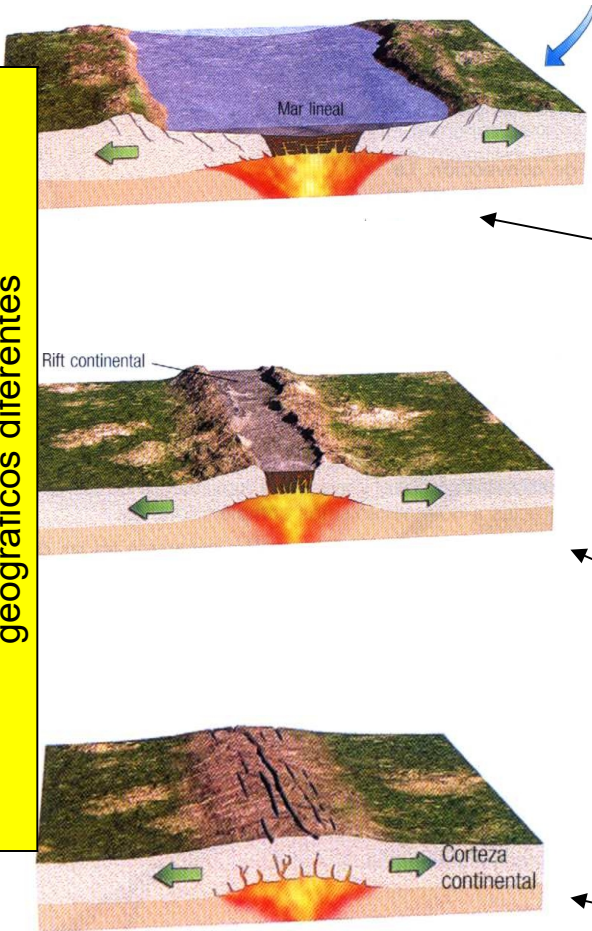 geográficos diferentes
Mar lineal
Rift continental
Corteza
continental